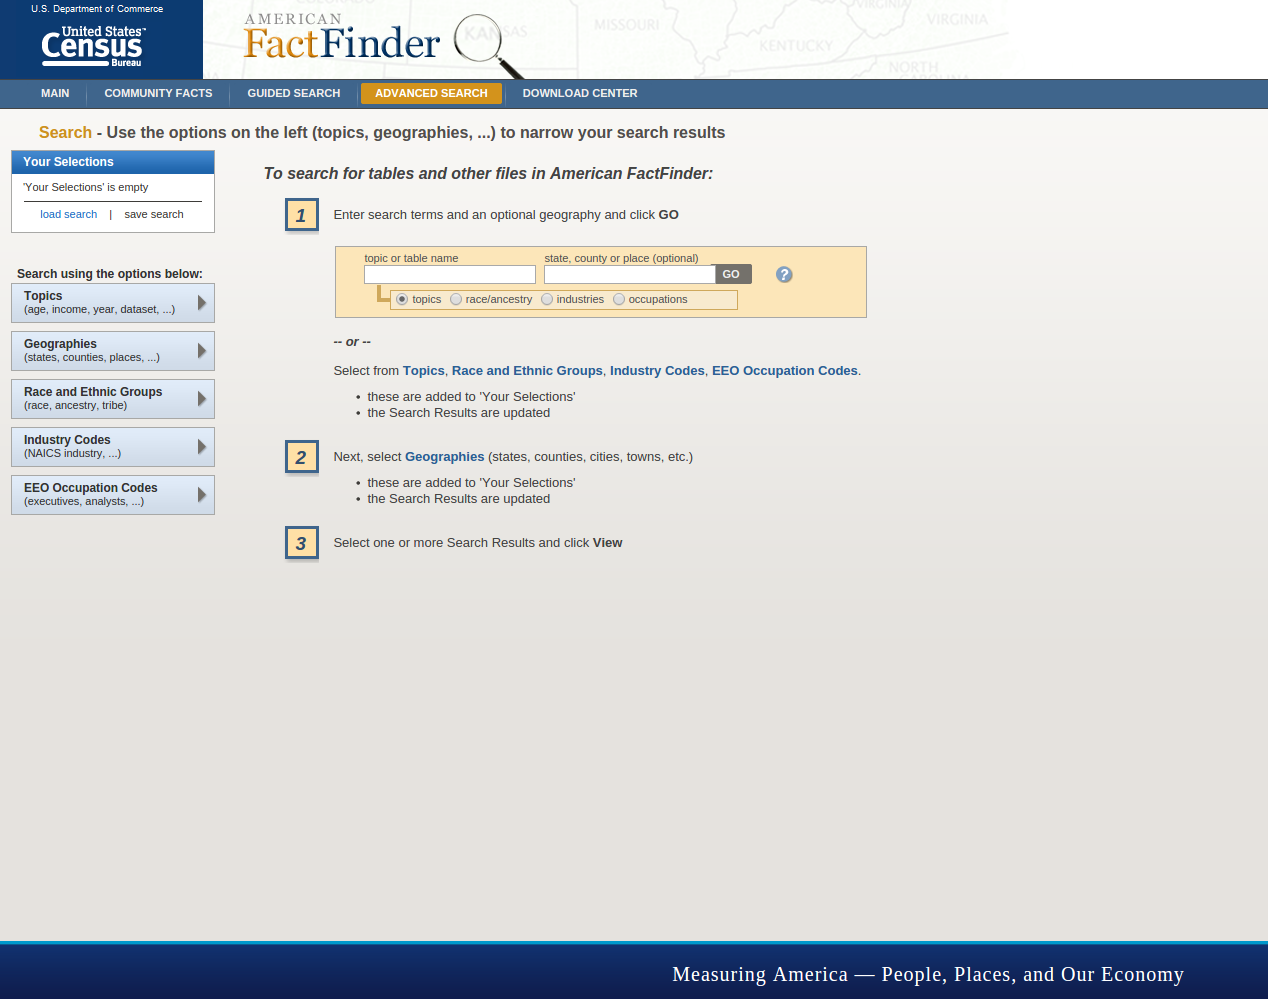 U.S. Department of Commerce
United States™
Census
Bureau
AMERICAN
FactFinder
COLORADO
KANSAS
MISSOURI
KENTUCKY
VIRGINIA
VIRGINIA
NORTH
CAROLINA
MAIN
COMMUNITY FACTS
GUIDED SEARCH
ADVANCED SEARCH
DOWNLOAD CENTER
Search - Use the options on the left (topics, geographies, ...) to narrow your search results
Your Selections
'Your Selections' is empty
load search | save search
Search using the options below:
Topics
(age, income, year, dataset, ...)
Geographies
(states, counties, places, ...)
Race and Ethnic Groups
(race, ancestry, tribe)
Industry Codes
(NAICS industry, ...)
EEO Occupation Codes
(executives, analysts, ...)
To search for tables and other files in American FactFinder:
1 Enter search terms and an optional geography and click GO
topic or table name state, county or place (optional)
GO ?
topics race/ancestry industries occupations
-- or --
Select from Topics, Race and Ethnic Groups, Industry Codes, EEO Occupation Codes.
• these are added to 'Your Selections'
• the Search Results are updated
2 Next, select Geographies (states, counties, cities, towns, etc.)
• these are added to 'Your Selections'
• the Search Results are updated
3 Select one or more Search Results and click View
Measuring America — People, Places, and Our Economy